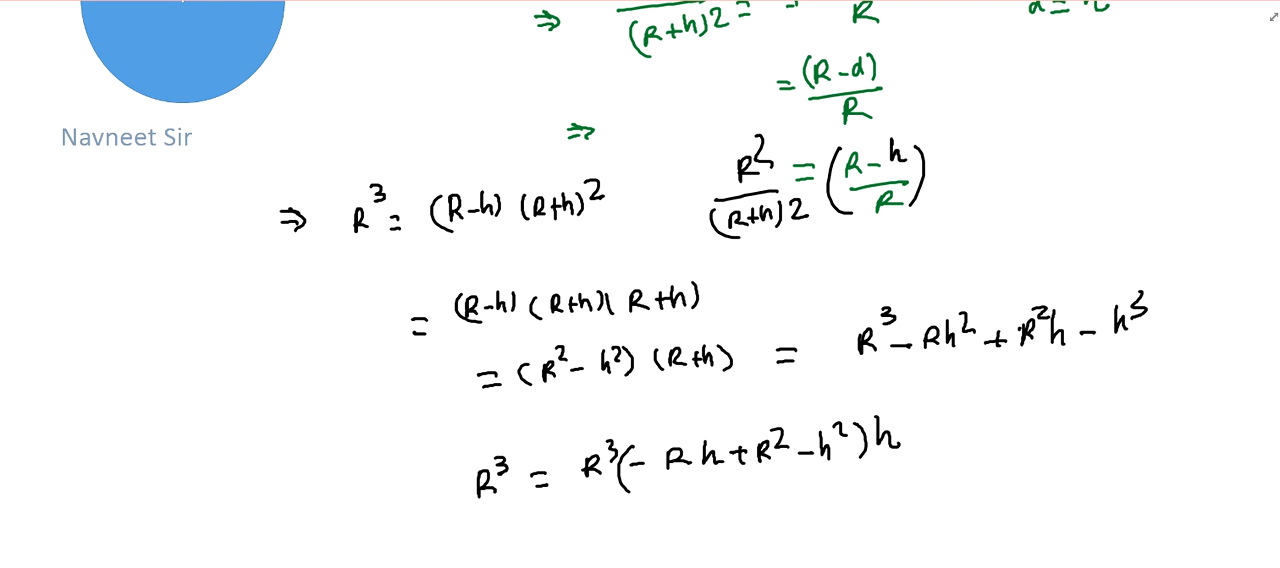 ⇒ (R+h)2 = R
= (R-d)/R
Navneet Sir
⇒
R²/(R+h)2 = (R-h/R)
⇒ R³ = (R-h) (R+h)²
= (R-h) (R+h)( R+h)
= (R²- h²) (R+h) = R³ - Rh² + R²h - h³
R³ = R³(- Rh + R² - h²)h